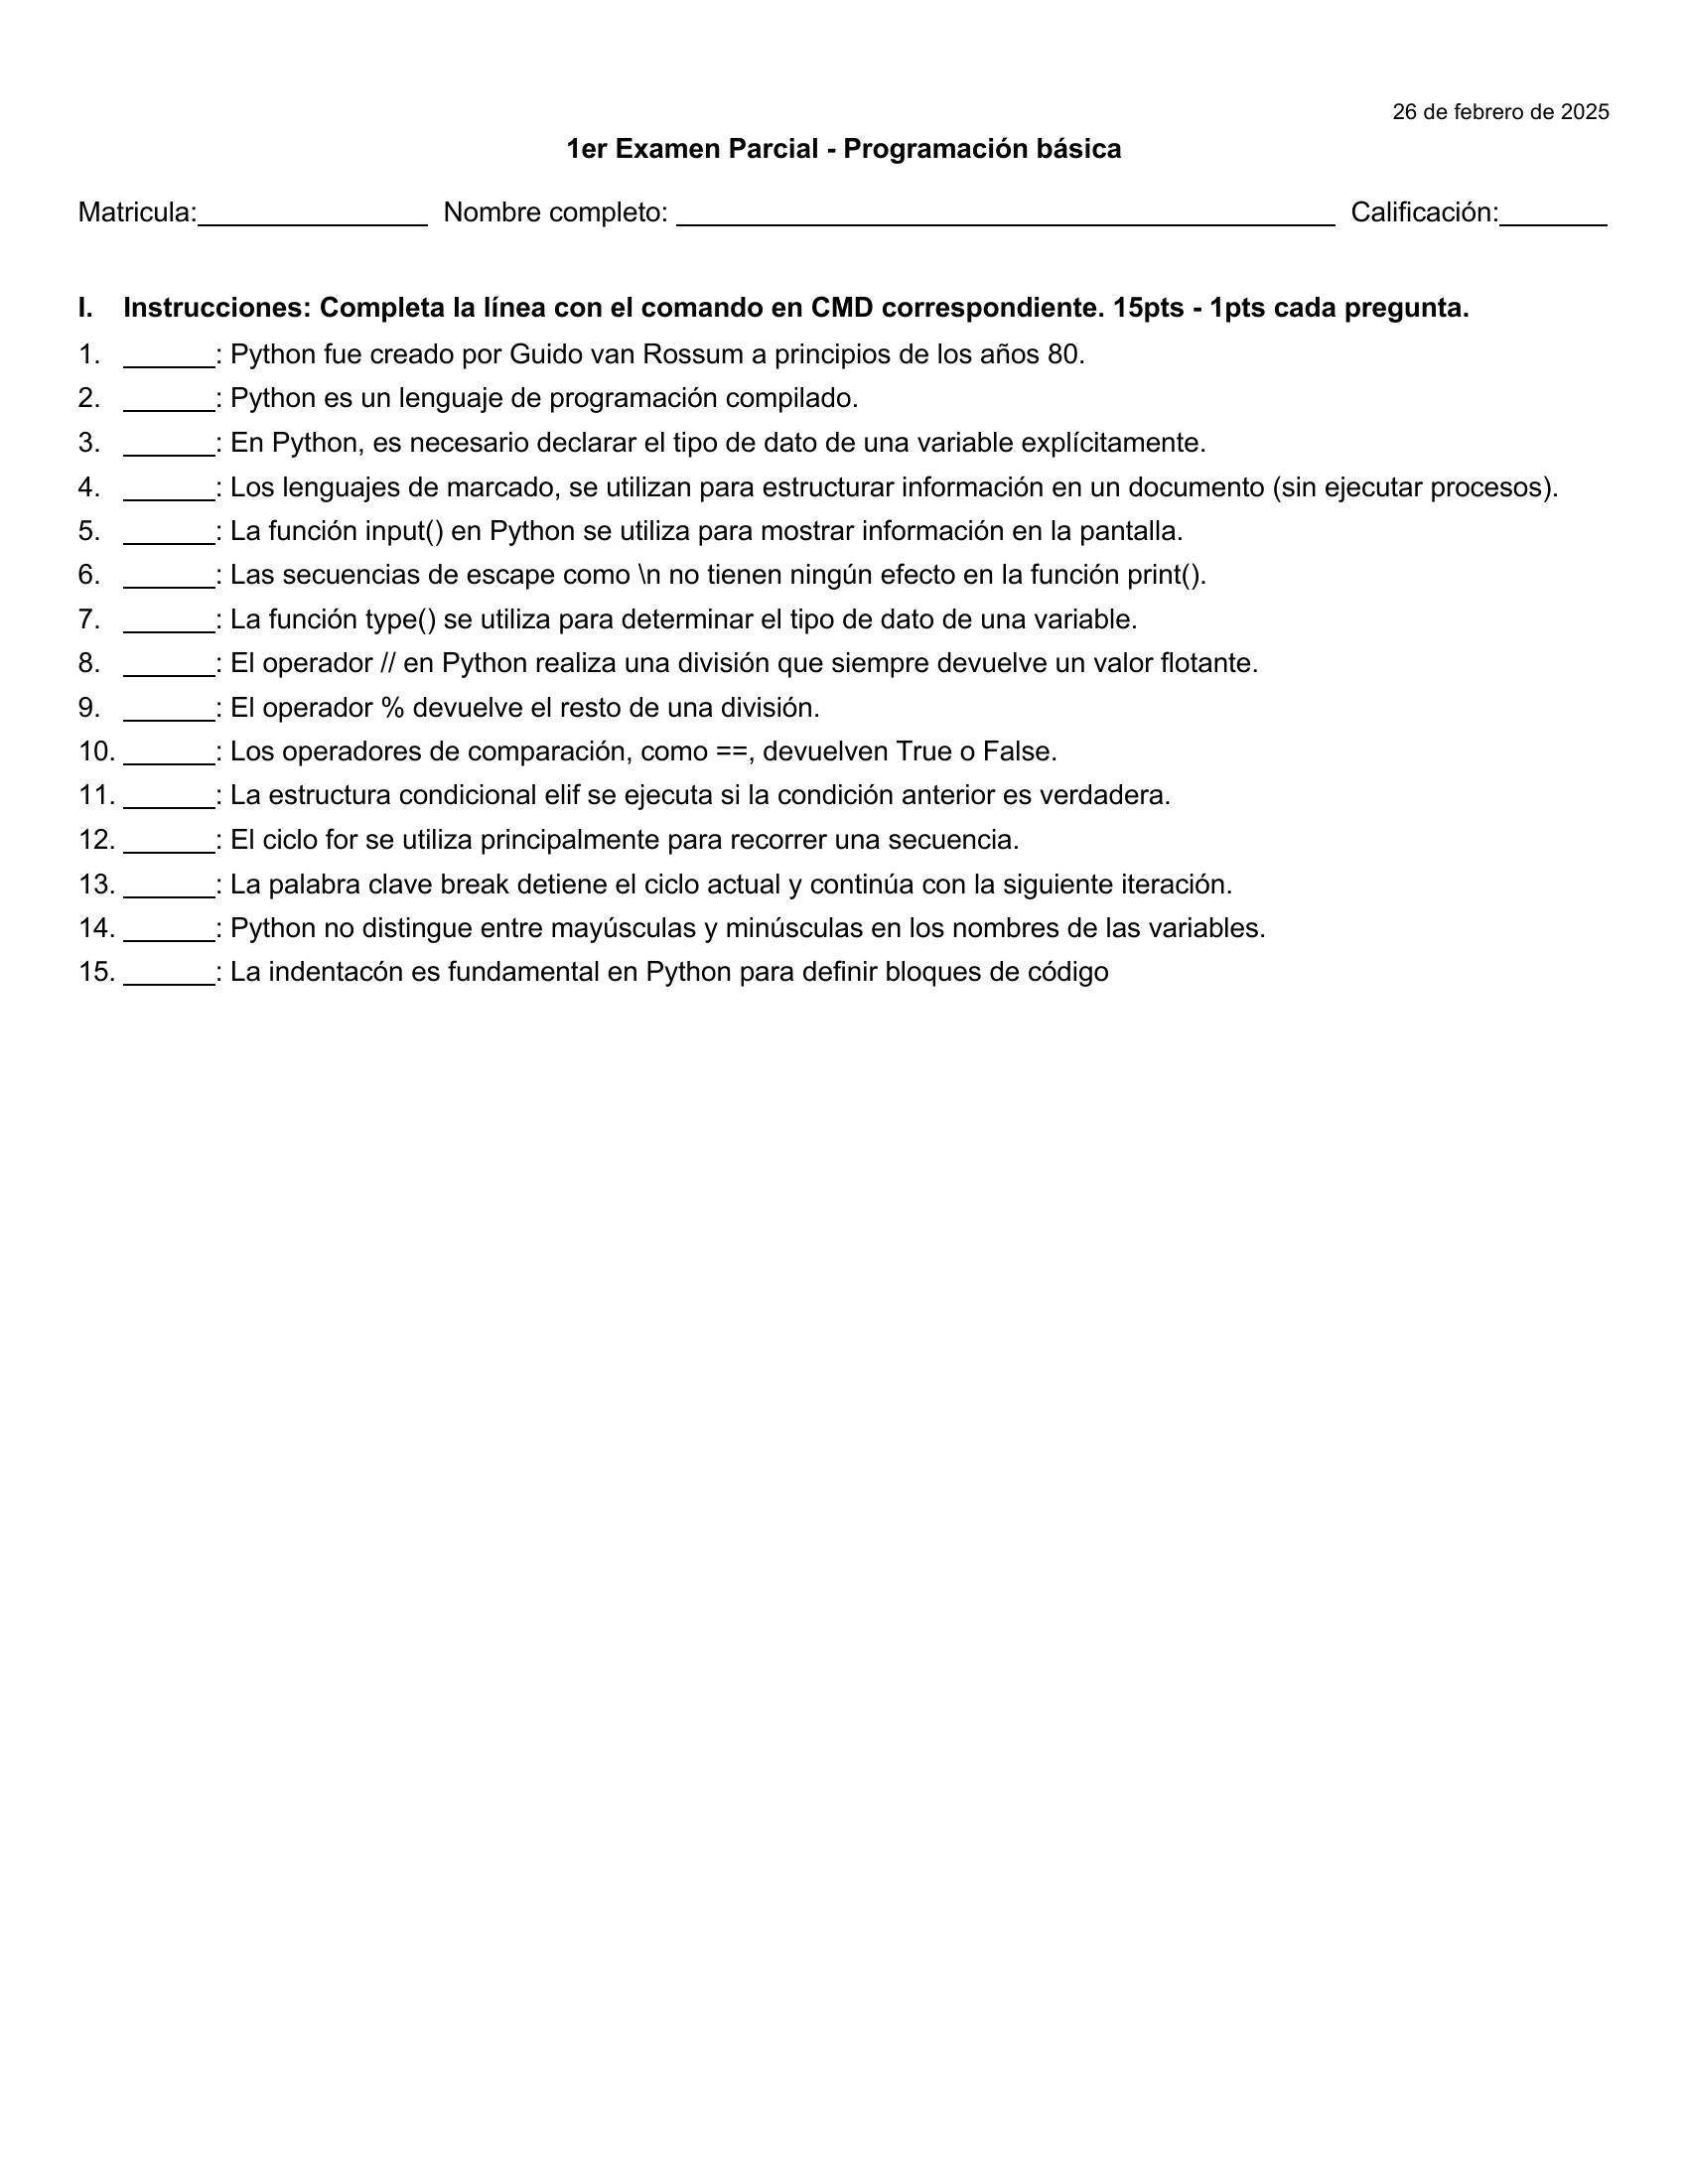 26 de febrero de 2025
1er Examen Parcial - Programación básica
Matricula:_______________ Nombre completo: ___________________________________________ Calificación:_______
I. Instrucciones: Completa la línea con el comando en CMD correspondiente. 15pts - 1pts cada pregunta.
1. ______: Python fue creado por Guido van Rossum a principios de los años 80.
2. ______: Python es un lenguaje de programación compilado.
3. ______: En Python, es necesario declarar el tipo de dato de una variable explícitamente.
4. ______: Los lenguajes de marcado, se utilizan para estructurar información en un documento (sin ejecutar procesos).
5. ______: La función input() en Python se utiliza para mostrar información en la pantalla.
6. ______: Las secuencias de escape como \n no tienen ningún efecto en la función print().
7. ______: La función type() se utiliza para determinar el tipo de dato de una variable.
8. ______: El operador // en Python realiza una división que siempre devuelve un valor flotante.
9. ______: El operador % devuelve el resto de una división.
10. ______: Los operadores de comparación, como ==, devuelven True o False.
11. ______: La estructura condicional elif se ejecuta si la condición anterior es verdadera.
12. ______: El ciclo for se utiliza principalmente para recorrer una secuencia.
13. ______: La palabra clave break detiene el ciclo actual y continúa con la siguiente iteración.
14. ______: Python no distingue entre mayúsculas y minúsculas en los nombres de las variables.
15. ______: La indentacón es fundamental en Python para definir bloques de código